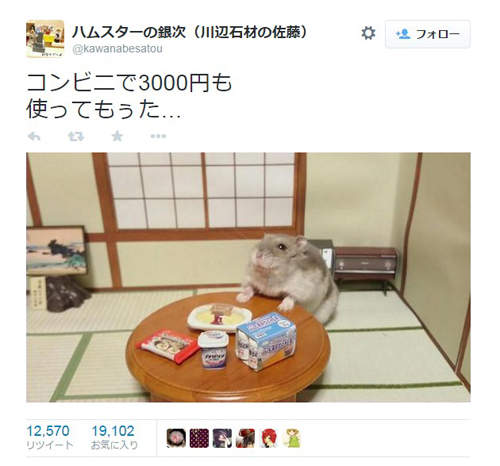 ハムスターの銀次（川辺石材の佐藤）
@kawanabesatou
フォロー
コンビニで3000円も
使ってもぅた...
12,570
リツイート
19,102
お気に入り